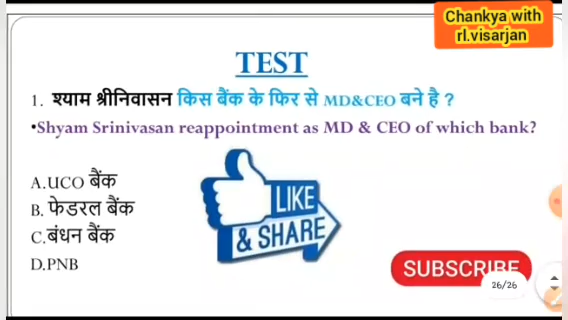 Chankya with
rl.visarjan
TEST
1. श्याम श्रीनिवासन किस बैंक के फिर से MD&CEO बने है ?
•Shyam Srinivasan reappointment as MD & CEO of which bank?
A.UCO बैंक
B. फेडरल बैंक
C.बंधन बैंक
D.PNB
LIKE
& SHARE
SUBSCRIBE
26/26